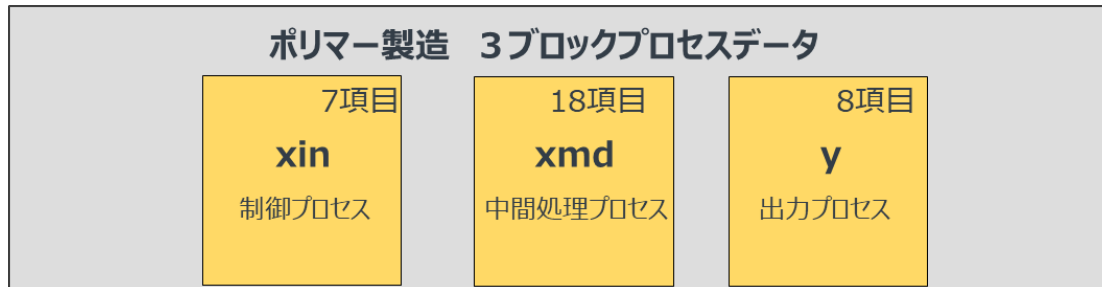 ポリマー製造　３ブロックプロセスデータ
7項目
xin
制御プロセス
18項目
xmd
中間処理プロセス
8項目
y
出力プロセス